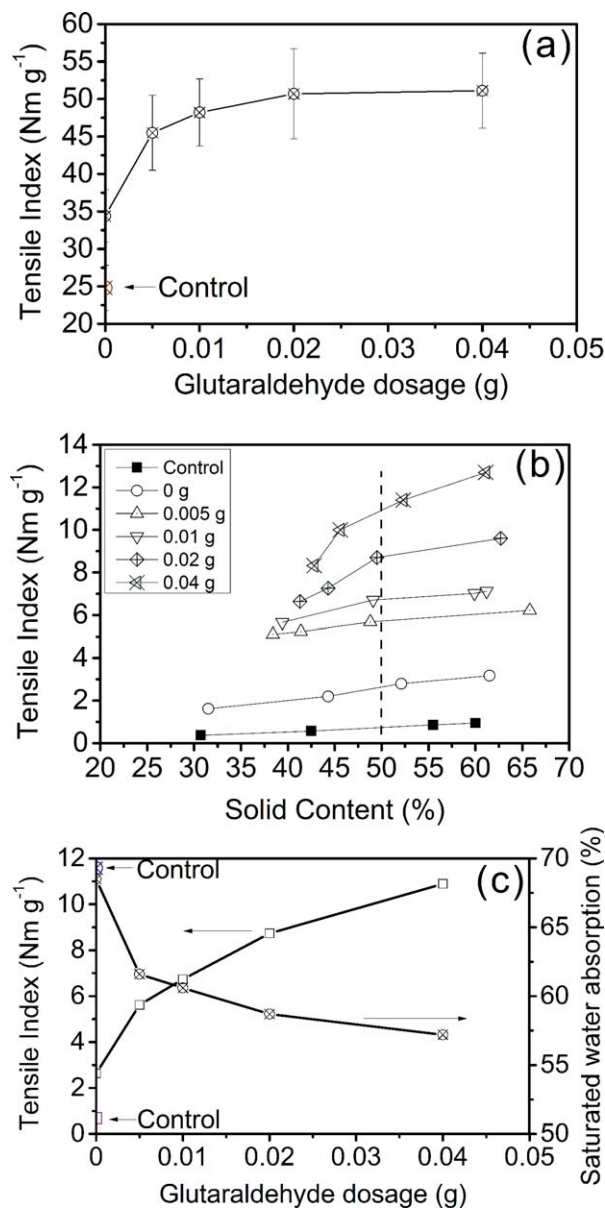 (a)
Tensile Index (Nm g⁻¹)
60
55
50
45
40
35
30
25
20
Control
0 0.01 0.02 0.03 0.04 0.05
Glutaraldehyde dosage (g)
(b)
Tensile Index (Nm g⁻¹)
14
12
10
8
6
4
2
0
Control
0 g
0.005 g
0.01 g
0.02 g
0.04 g
20 25 30 35 40 45 50 55 60 65 70
Solid Content (%)
(c)
Tensile Index (Nm g⁻¹)
12
10
8
6
4
2
0
Control
Control
70
65
60
55
50
Saturated water absorption (%)
0 0.01 0.02 0.03 0.04 0.05
Glutaraldehyde dosage (g)